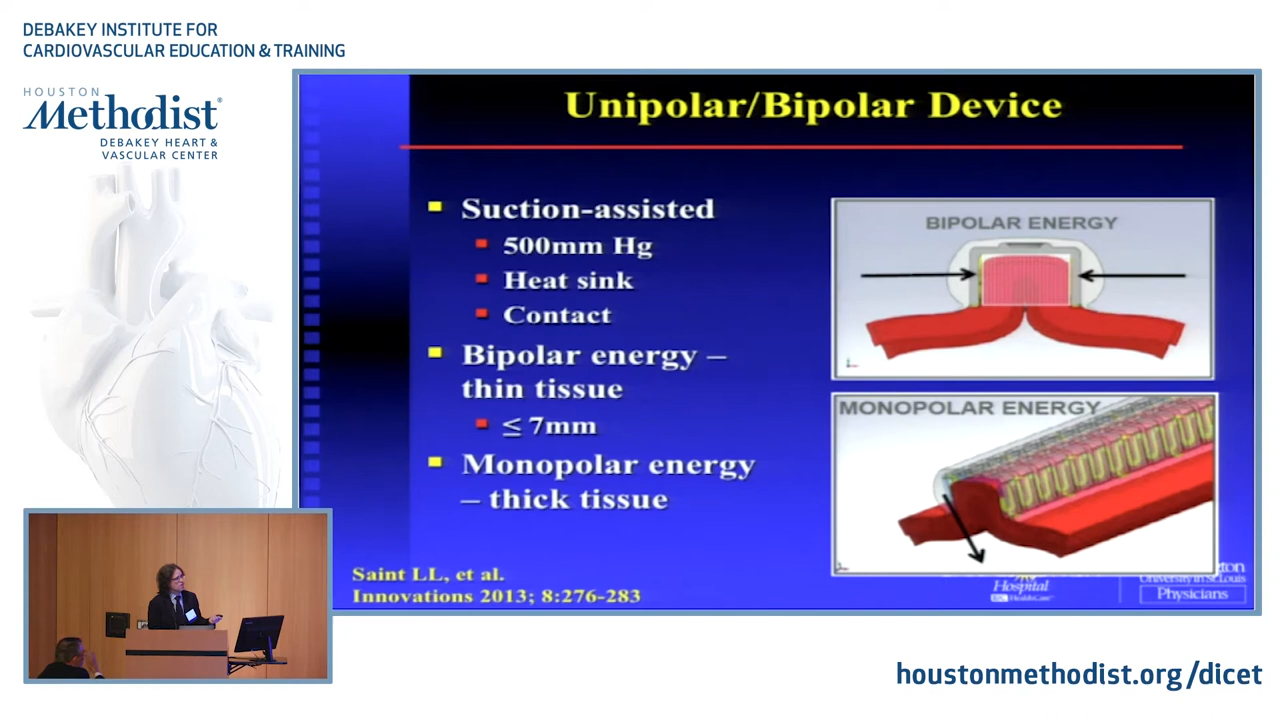 DEBAKEY INSTITUTE FOR
CARDIOVASCULAR EDUCATION & TRAINING
HOUSTON
Methodist®
DEBAKEY HEART &
VASCULAR CENTER
Unipolar/Bipolar Device
Suction-assisted
500mm Hg
Heat sink
Contact
Bipolar energy –
thin tissue
≤ 7mm
Monopolar energy
– thick tissue
BIPOLAR ENERGY
MONOPOLAR ENERGY
Saint LL, et al.
Innovations 2013; 8:276-283
Hospital
HealthCare
University in St. Louis
Physicians
houstonmethodist.org/dicet